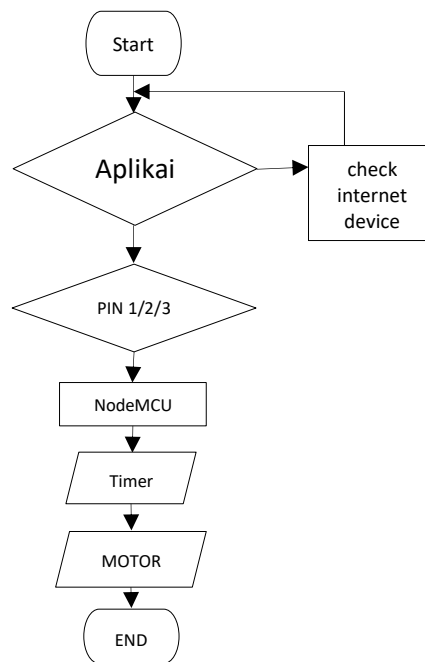 Start
Aplikai
check
internet
device
PIN 1/2/3
NodeMCU
Timer
MOTOR
END